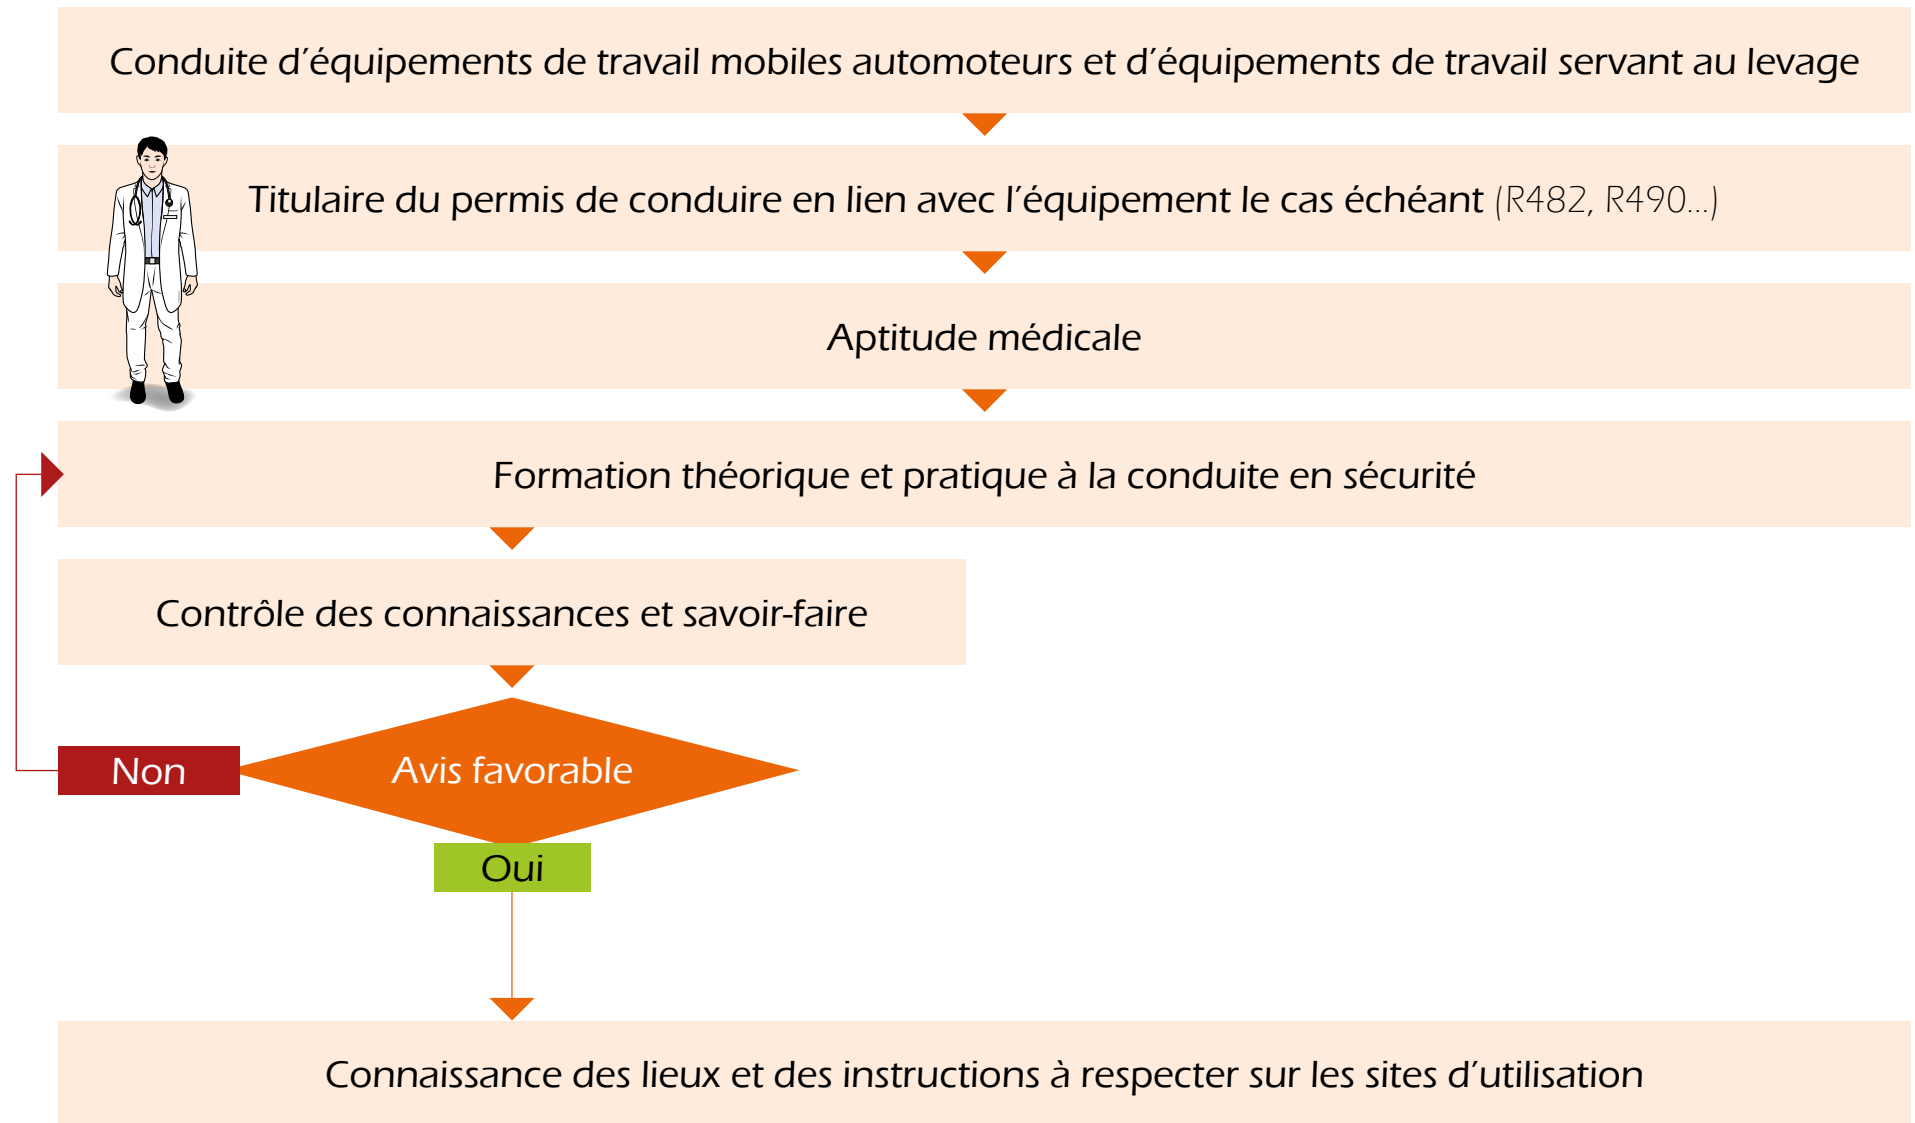 Conduite d’équipements de travail mobiles automoteurs et d’équipements de travail servant au levage
Titulaire du permis de conduire en lien avec l’équipement le cas échéant (R482, R490...)
Aptitude médicale
Formation théorique et pratique à la conduite en sécurité
Contrôle des connaissances et savoir-faire
Avis favorable
Non
Oui
Connaissance des lieux et des instructions à respecter sur les sites d’utilisation